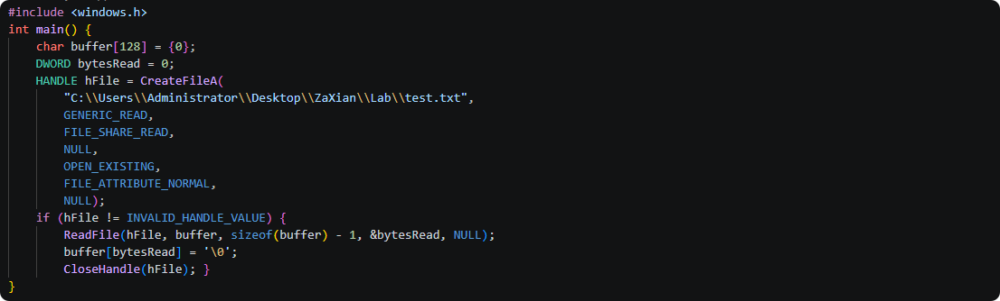 #include <windows.h>
int main() {
    char buffer[128] = {0};
    DWORD bytesRead = 0;
    HANDLE hFile = CreateFileA(
        "C:\\Users\\Administrator\\Desktop\\ZaXian\\Lab\\test.txt",
        GENERIC_READ,
        FILE_SHARE_READ,
        NULL,
        OPEN_EXISTING,
        FILE_ATTRIBUTE_NORMAL,
        NULL);
    if (hFile != INVALID_HANDLE_VALUE) {
        ReadFile(hFile, buffer, sizeof(buffer) - 1, &bytesRead, NULL);
        buffer[bytesRead] = '\0';
        CloseHandle(hFile); }
}